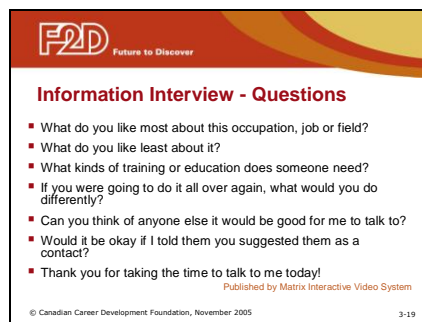 F2D Future to Discover
Information Interview - Questions
▪ What do you like most about this occupation, job or field?
▪ What do you like least about it?
▪ What kinds of training or education does someone need?
▪ If you were going to do it all over again, what would you do
differently?
▪ Can you think of anyone else it would be good for me to talk to?
▪ Would it be okay if I told them you suggested them as a
contact?
▪ Thank you for taking the time to talk to me today!
Published by Matrix Interactive Video System
© Canadian Career Development Foundation, November 2005 3-19